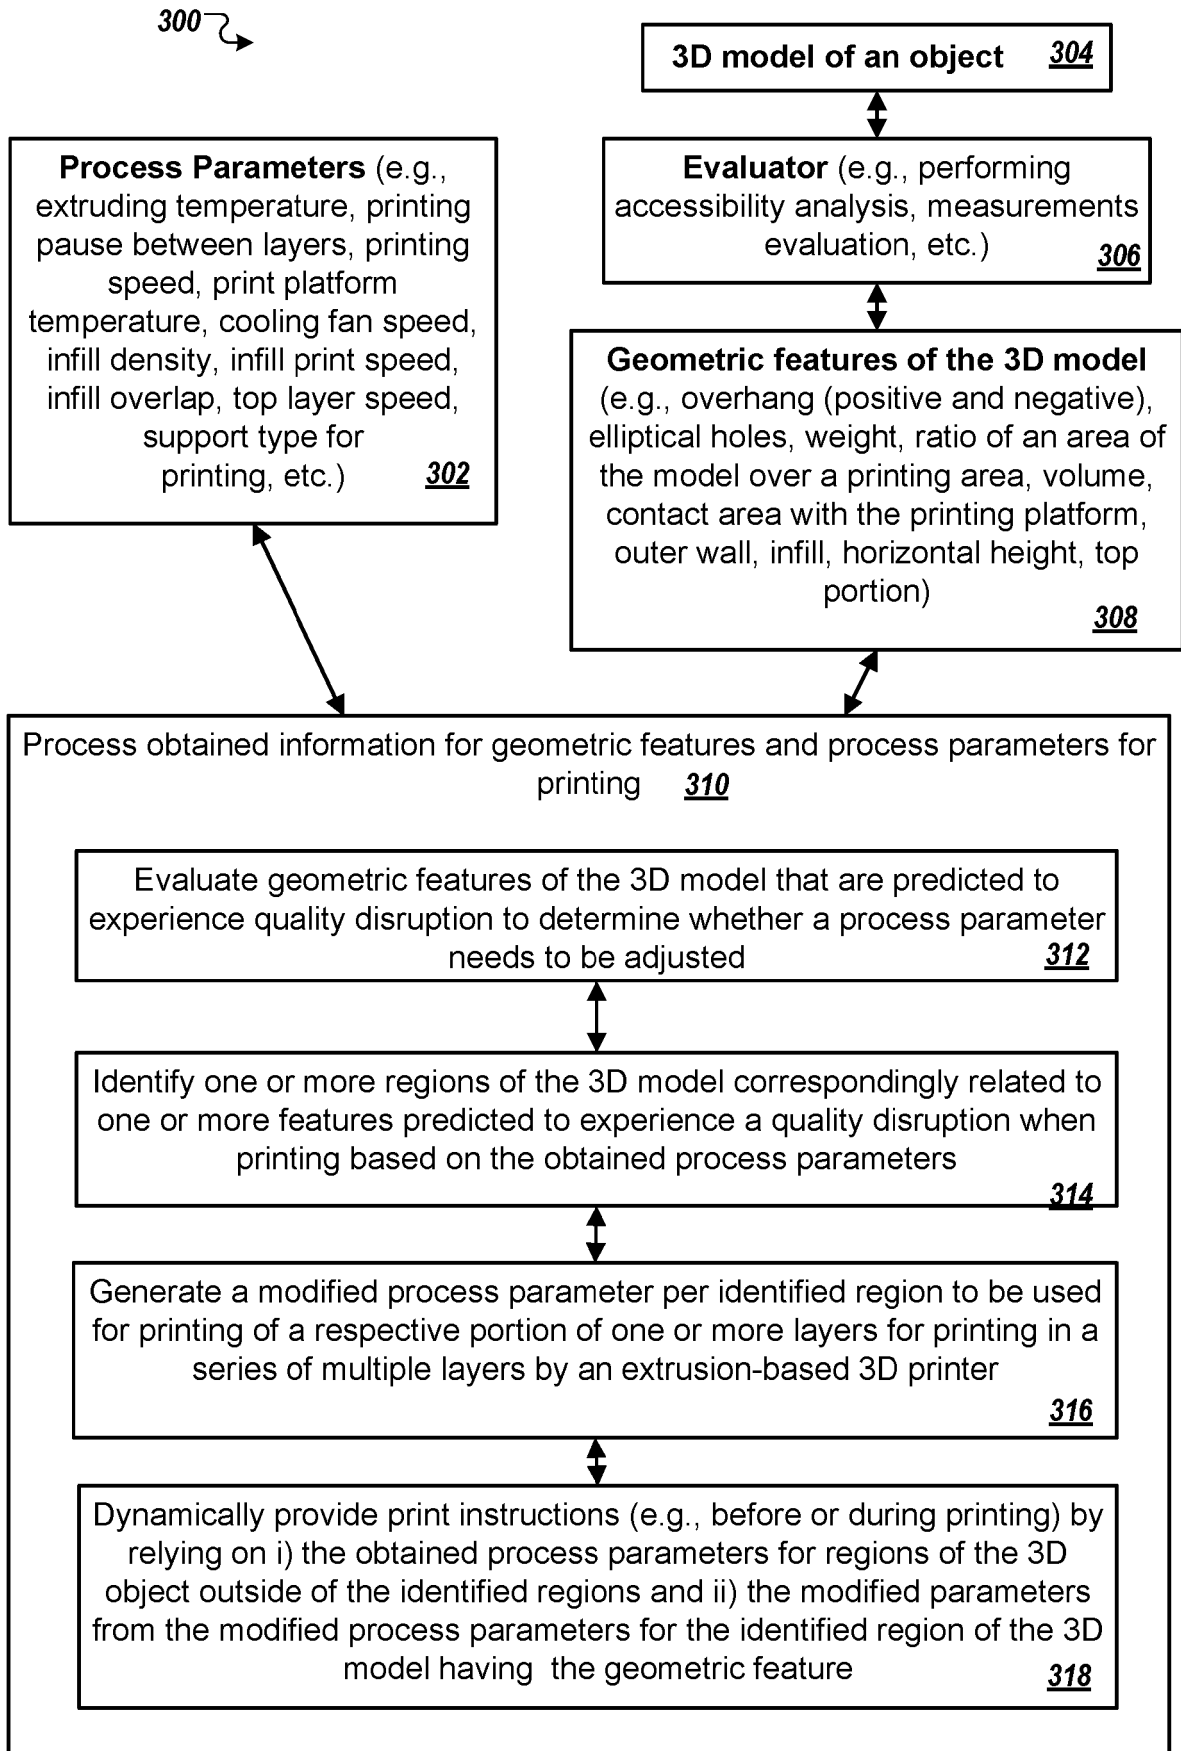 300
3D model of an object 304
Process Parameters (e.g.,
extruding temperature, printing
pause between layers, printing
speed, print platform
temperature, cooling fan speed,
infill density, infill print speed,
infill overlap, top layer speed,
support type for
printing, etc.) 302
Evaluator (e.g., performing
accessibility analysis, measurements
evaluation, etc.) 306
Geometric features of the 3D model
(e.g., overhang (positive and negative),
elliptical holes, weight, ratio of an area of
the model over a printing area, volume,
contact area with the printing platform,
outer wall, infill, horizontal height, top
portion)
308
Process obtained information for geometric features and process parameters for
printing 310
Evaluate geometric features of the 3D model that are predicted to
experience quality disruption to determine whether a process parameter
needs to be adjusted 312
Identify one or more regions of the 3D model correspondingly related to
one or more features predicted to experience a quality disruption when
printing based on the obtained process parameters
314
Generate a modified process parameter per identified region to be used
for printing of a respective portion of one or more layers for printing in a
series of multiple layers by an extrusion-based 3D printer
316
Dynamically provide print instructions (e.g., before or during printing) by
relying on i) the obtained process parameters for regions of the 3D
object outside of the identified regions and ii) the modified parameters
from the modified process parameters for the identified region of the 3D
model having the geometric feature 318